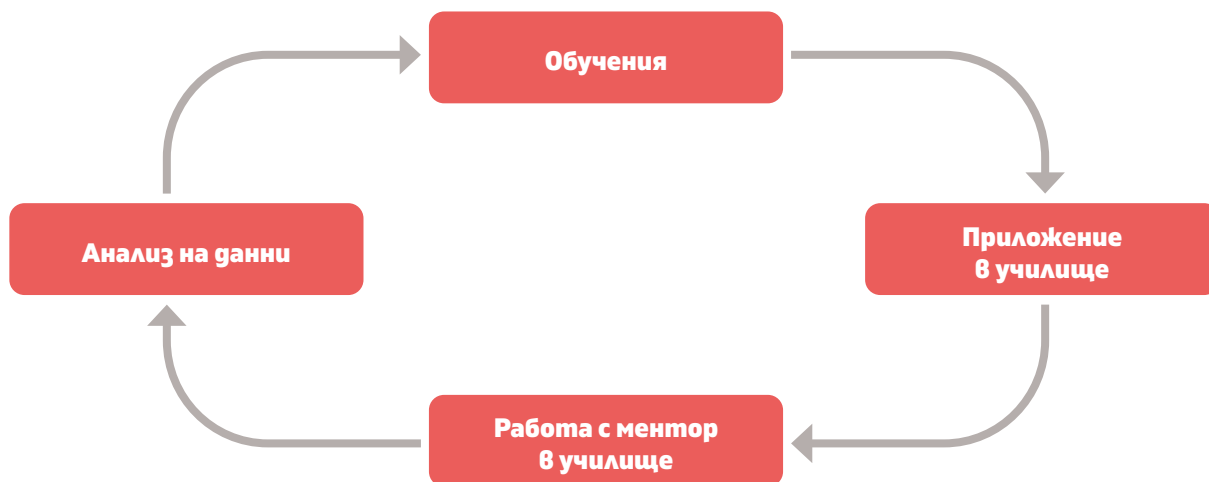 Обучения
Приложение
в училище
Работа с ментор
в училище
Анализ на данни